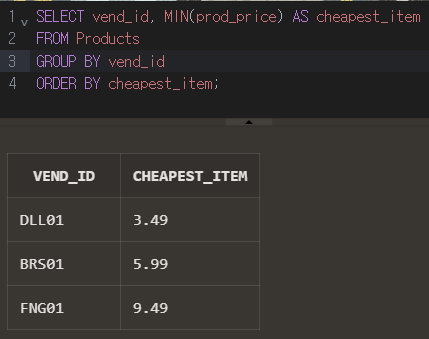 1 SELECT vend_id, MIN(prod_price) AS cheapest_item
2 FROM Products
3 GROUP BY vend_id
4 ORDER BY cheapest_item;
VEND_ID CHEAPEST_ITEM
DLL01 3.49
BRS01 5.99
FNG01 9.49